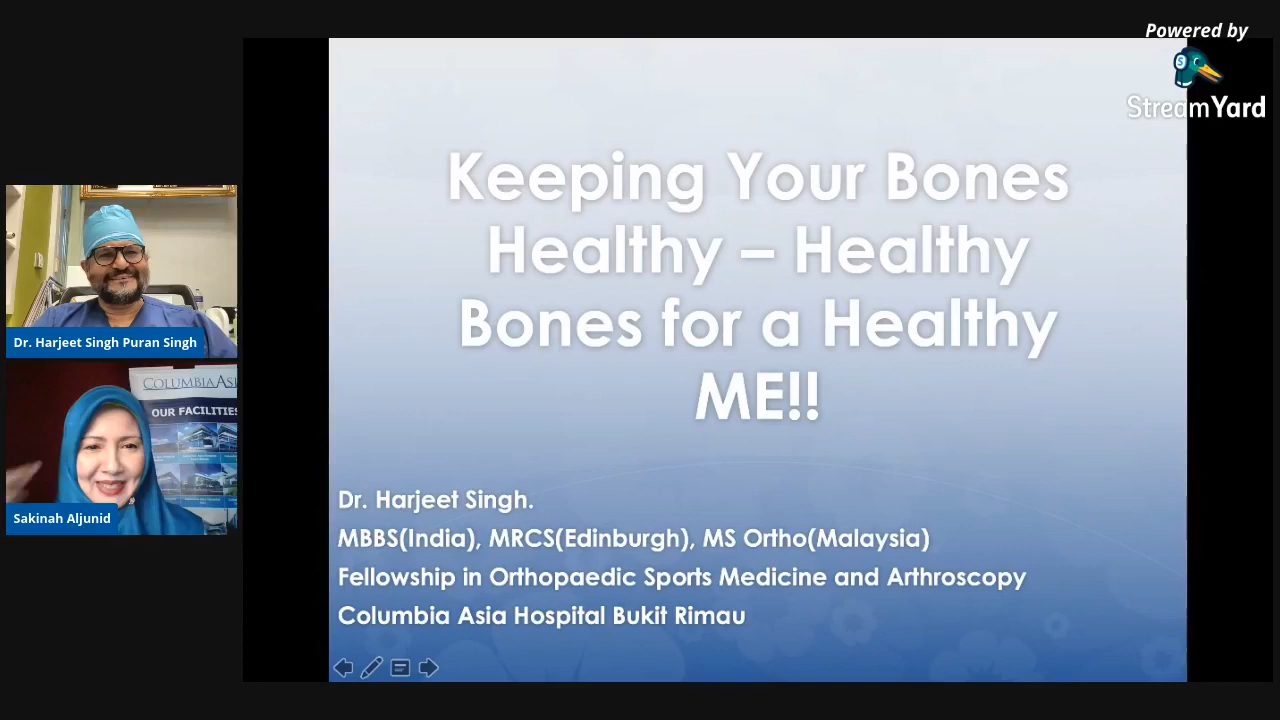 Powered by
StreamYard
Keeping Your Bones
Healthy – Healthy
Bones for a Healthy
ME!!
Dr. Harjeet Singh.
MBBS(India), MRCS(Edinburgh), MS Ortho(Malaysia)
Fellowship in Orthopaedic Sports Medicine and Arthroscopy
Columbia Asia Hospital Bukit Rimau
Dr. Harjeet Singh Puran Singh
COLUMBIA ASI
OUR FACILITIES
Sakinah Aljunid